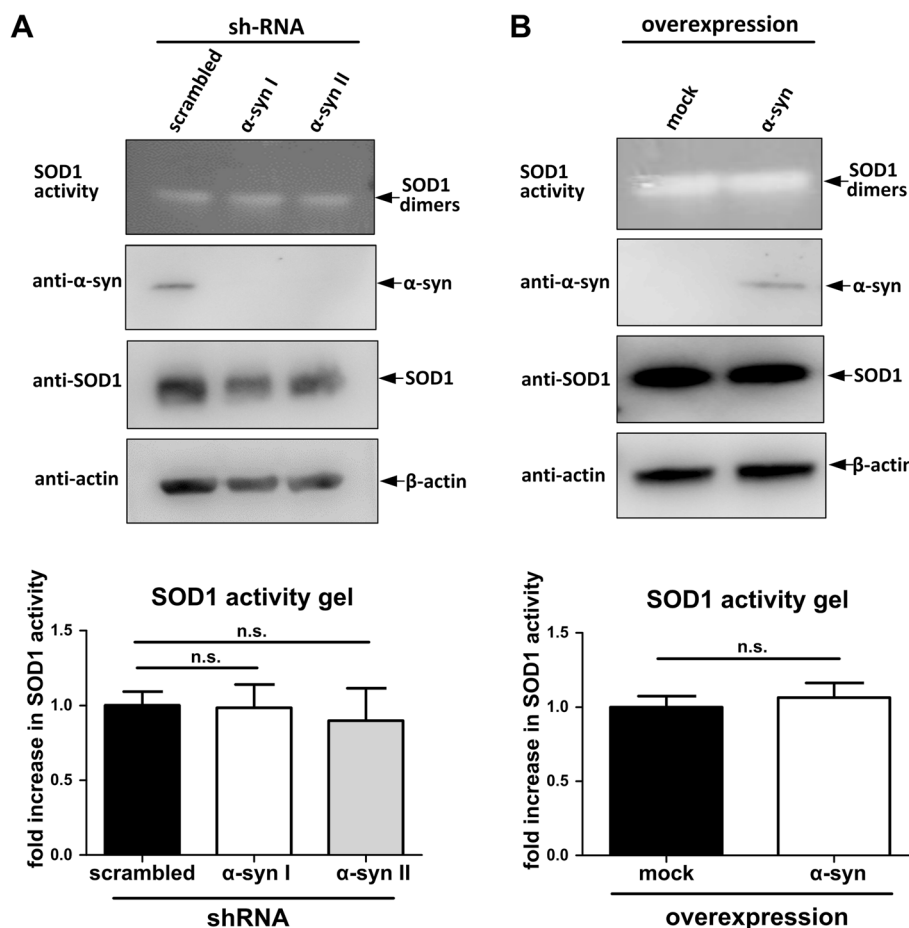 A
sh-RNA
scrambled
α-syn I
α-syn II
SOD1 activity
SOD1 dimers
anti-α-syn
α-syn
anti-SOD1
SOD1
anti-actin
β-actin
SOD1 activity gel
fold increase in SOD1 activity
1.5
1.0
0.5
0.0
n.s.
n.s.
scrambled
α-syn I
α-syn II
shRNA
B
overexpression
mock
α-syn
SOD1 activity
SOD1 dimers
anti-α-syn
α-syn
anti-SOD1
SOD1
anti-actin
β-actin
SOD1 activity gel
fold increase in SOD1 activity
1.5
1.0
0.5
0.0
n.s.
mock
α-syn
overexpression